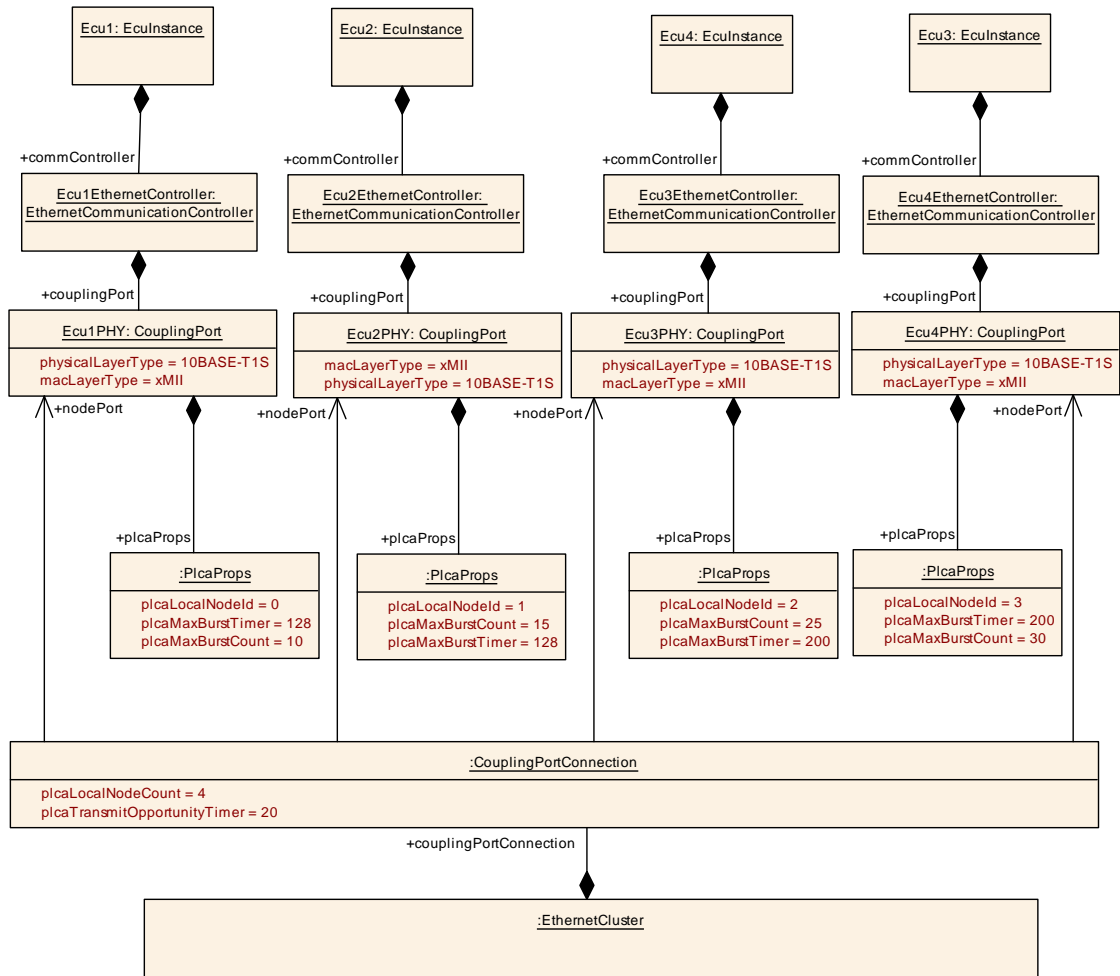 Ecu1: EcuInstance
Ecu2: EcuInstance
Ecu4: EcuInstance
Ecu3: EcuInstance
+commController
+commController
+commController
+commController
Ecu1EthernetController:
EthernetCommunicationController
Ecu2EthernetController:
EthernetCommunicationController
Ecu3EthernetController:
EthernetCommunicationController
Ecu4EthernetController:
EthernetCommunicationController
+couplingPort
+couplingPort
+couplingPort
+couplingPort
Ecu1PHY: CouplingPort
physicalLayerType = 10BASE-T1S
macLayerType = xMII
Ecu2PHY: CouplingPort
macLayerType = xMII
physicalLayerType = 10BASE-T1S
Ecu3PHY: CouplingPort
physicalLayerType = 10BASE-T1S
macLayerType = xMII
Ecu4PHY: CouplingPort
physicalLayerType = 10BASE-T1S
macLayerType = xMII
+nodePort
+nodePort
+nodePort
+nodePort
+plcaProps
+plcaProps
+plcaProps
+plcaProps
:PlcaProps
plcaLocalNodeId = 0
plcaMaxBurstTimer = 128
plcaMaxBurstCount = 10
:PlcaProps
plcaLocalNodeId = 1
plcaMaxBurstCount = 15
plcaMaxBurstTimer = 128
:PlcaProps
plcaLocalNodeId = 2
plcaMaxBurstCount = 25
plcaMaxBurstTimer = 200
:PlcaProps
plcaLocalNodeId = 3
plcaMaxBurstTimer = 200
plcaMaxBurstCount = 30
:CouplingPortConnection
plcaLocalNodeCount = 4
plcaTransmitOpportunityTimer = 20
+couplingPortConnection
:EthernetCluster